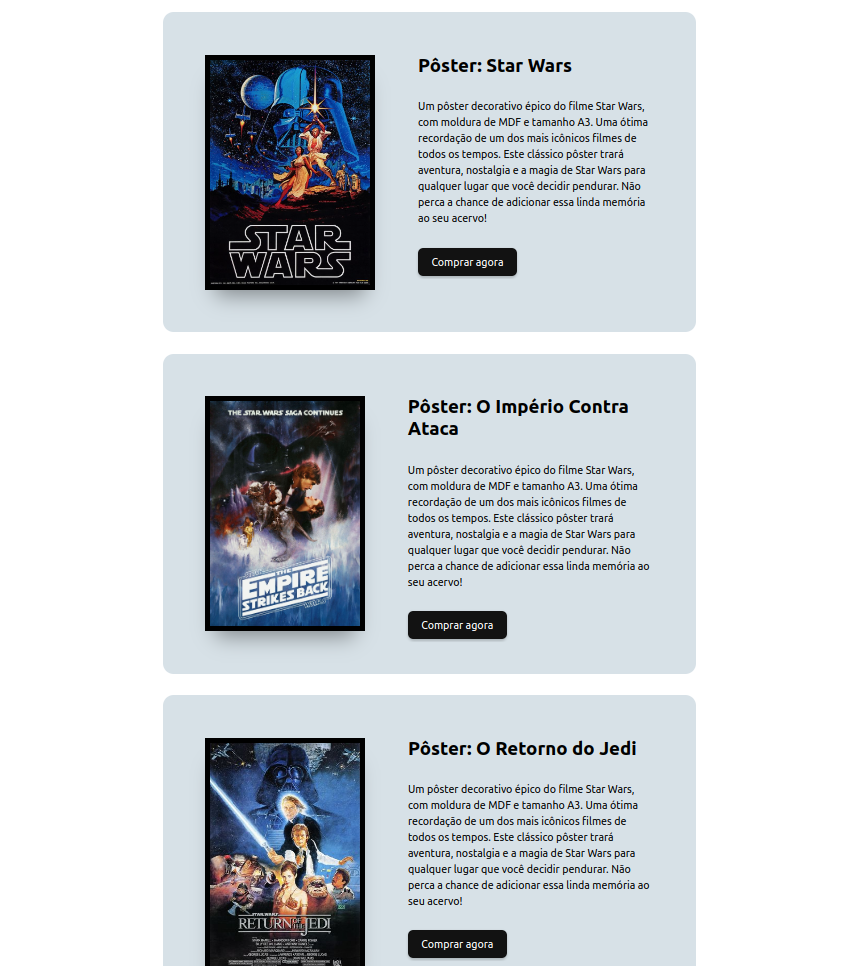 Pôster: Star Wars
Um pôster decorativo épico do filme Star Wars,
com moldura de MDF e tamanho A3. Uma ótima
recordação de um dos mais icônicos filmes de
todos os tempos. Este clássico pôster trará
aventura, nostalgia e a magia de Star Wars para
qualquer lugar que você decidir pendurar. Não
perca a chance de adicionar essa linda memória
ao seu acervo!
Comprar agora
STAR
WARS
THE STAR WARS SAGA CONTINUES
THE
EMPIRE
STRIKES BACK
Pôster: O Império Contra
Ataca
Um pôster decorativo épico do filme Star Wars,
com moldura de MDF e tamanho A3. Uma ótima
recordação de um dos mais icônicos filmes de
todos os tempos. Este clássico pôster trará
aventura, nostalgia e a magia de Star Wars para
qualquer lugar que você decidir pendurar. Não
perca a chance de adicionar essa linda memória ao
seu acervo!
Comprar agora
STAR WARS
RETURN OF THE JEDI
Pôster: O Retorno do Jedi
Um pôster decorativo épico do filme Star Wars,
com moldura de MDF e tamanho A3. Uma ótima
recordação de um dos mais icônicos filmes de
todos os tempos. Este clássico pôster trará
aventura, nostalgia e a magia de Star Wars para
qualquer lugar que você decidir pendurar. Não
perca a chance de adicionar essa linda memória ao
seu acervo!
Comprar agora